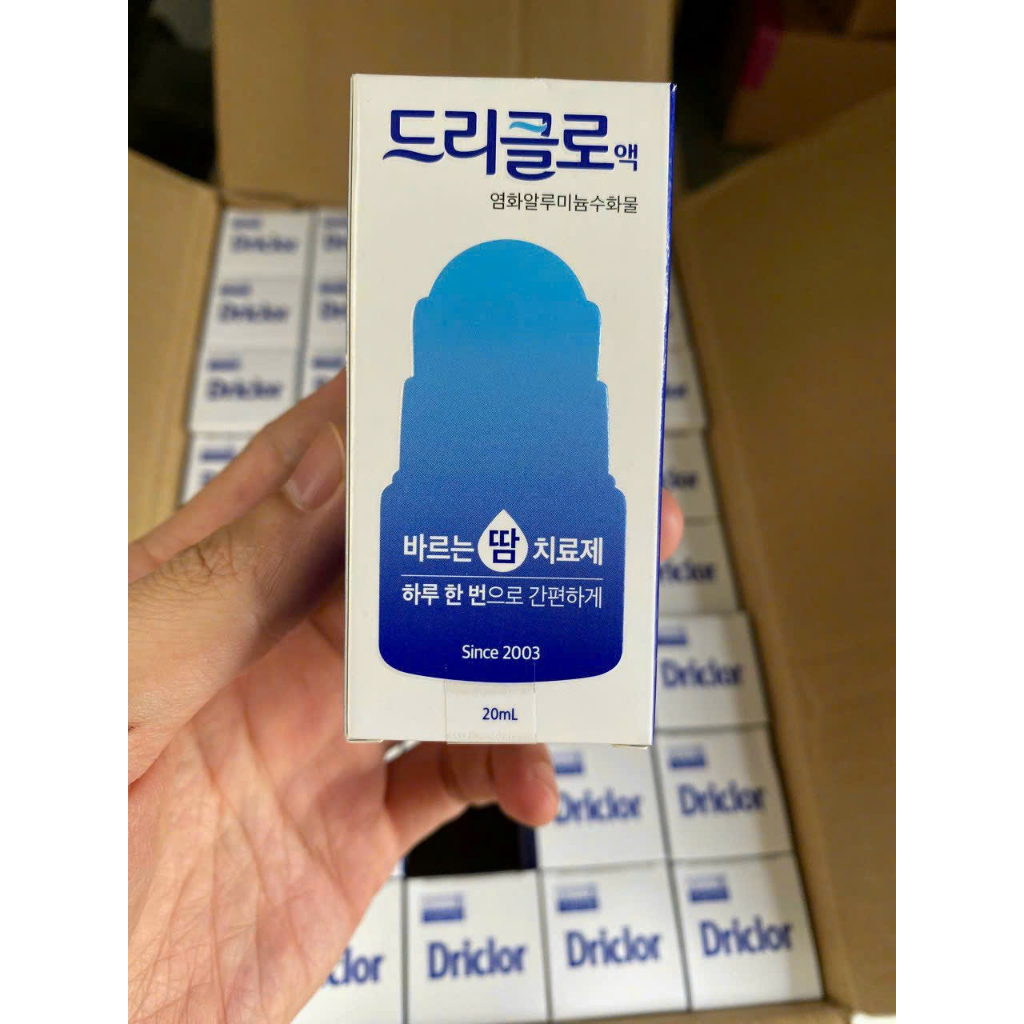 드리클로액
염화알루미늄수화물
바르는 땀 치료제
하루 한 번으로 간편하게
Since 2003
20mL
Driclor
Driclor
Driclor
Driclor
Driclor
Driclor
Driclor
Driclor
Driclor